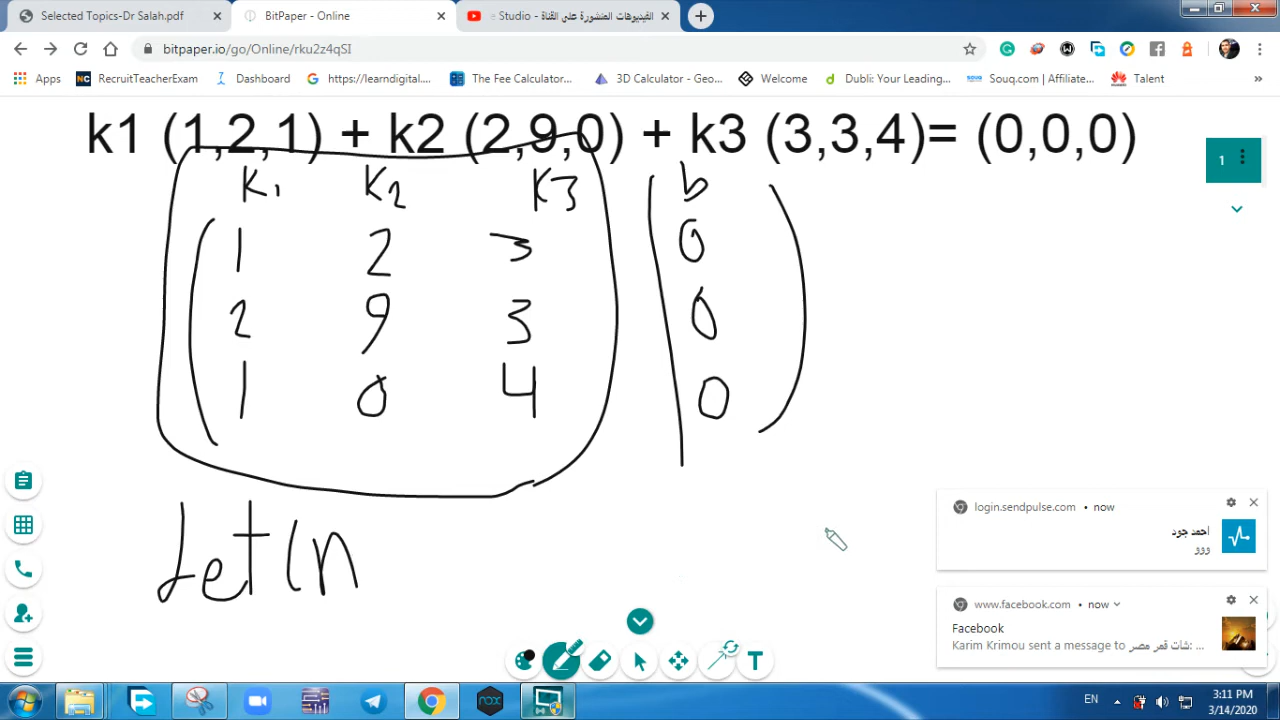 Selected Topics-Dr Salah.pdf
BitPaper - Online
الفيديوهات المنشورة على القناة - Studio e
bitpaper.io/go/Online/rku2z4qSI
Apps
NC RecruitTeacherExam
Dashboard
https://learndigital....
The Fee Calculator...
3D Calculator - Geo...
Welcome
Dubli: Your Leading...
Souq.com | Affiliate...
Talent
»
k1 (1,2,1) + k2 (2,9,0) + k3 (3,3,4)= (0,0,0)
1
K1 K2 K3 b
1 2 3 0
2 9 3 0
1 0 4 0
det(n
login.sendpulse.com • now
احمد جود
ووو
www.facebook.com • now
Facebook
Karim Krimou sent a message to شات قمر مصر: ...
T
nox
EN
3:11 PM
3/14/2020